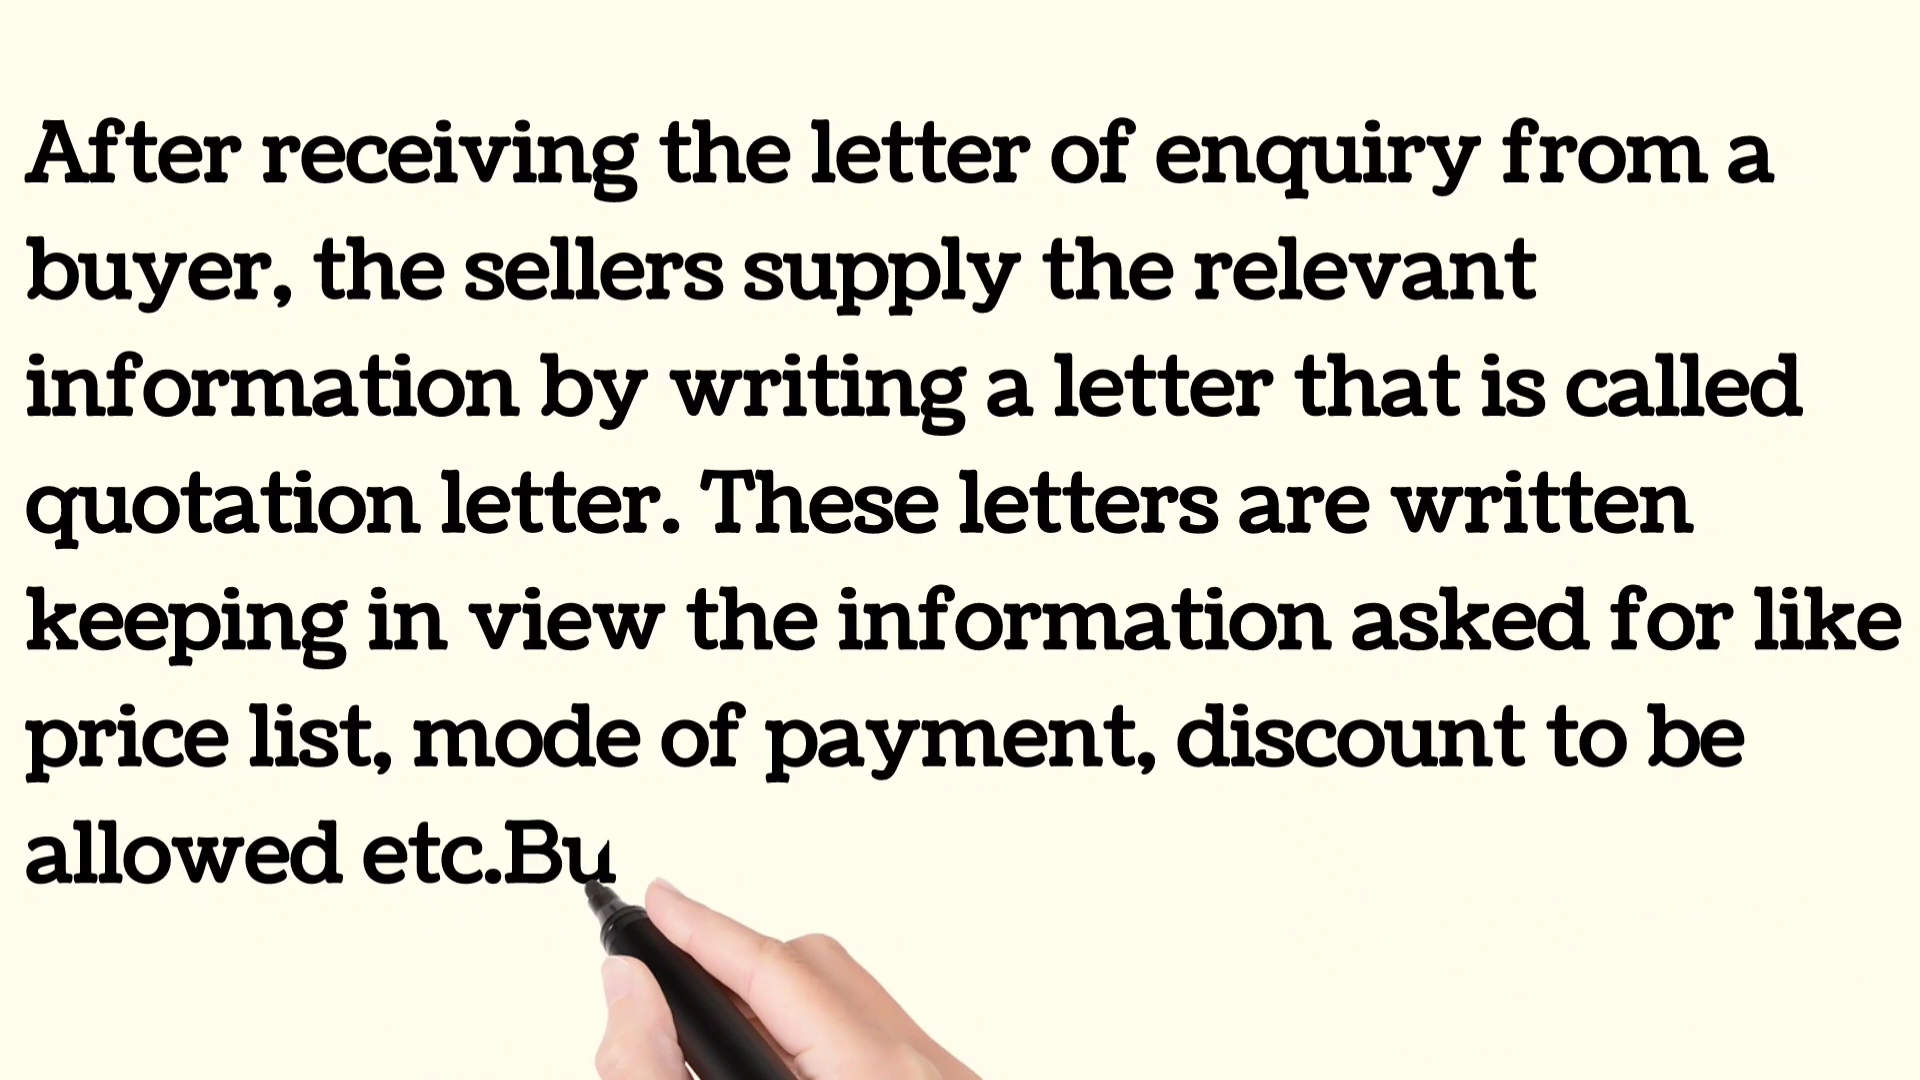 After receiving the letter of enquiry from a
buyer, the sellers supply the relevant
information by writing a letter that is called
quotation letter. These letters are written
keeping in view the information asked for like
price list, mode of payment, discount to be
allowed etc.Bu